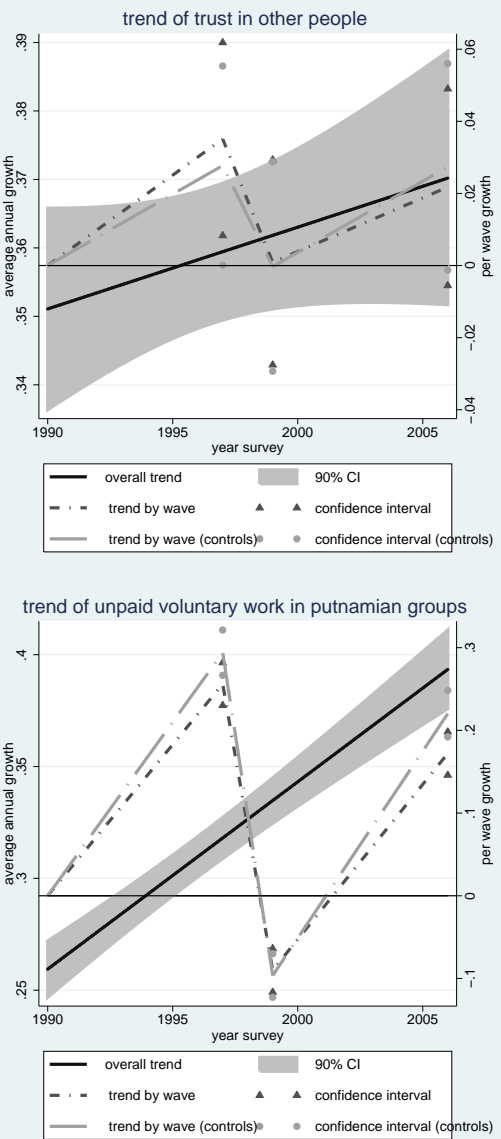 trend of trust in other people
.39
.38
.37
.36
.35
.34
average annual growth
.06
.04
.02
0
-.02
-.04
per wave growth
1990 1995 2000 2005
year survey
overall trend 90% CI
trend by wave confidence interval
trend by wave (controls) confidence interval (controls)
trend of unpaid voluntary work in putnamian groups
.4
.35
.3
.25
average annual growth
.3
.2
.1
0
-.1
per wave growth
1990 1995 2000 2005
year survey
overall trend 90% CI
trend by wave confidence interval
trend by wave (controls) confidence interval (controls)